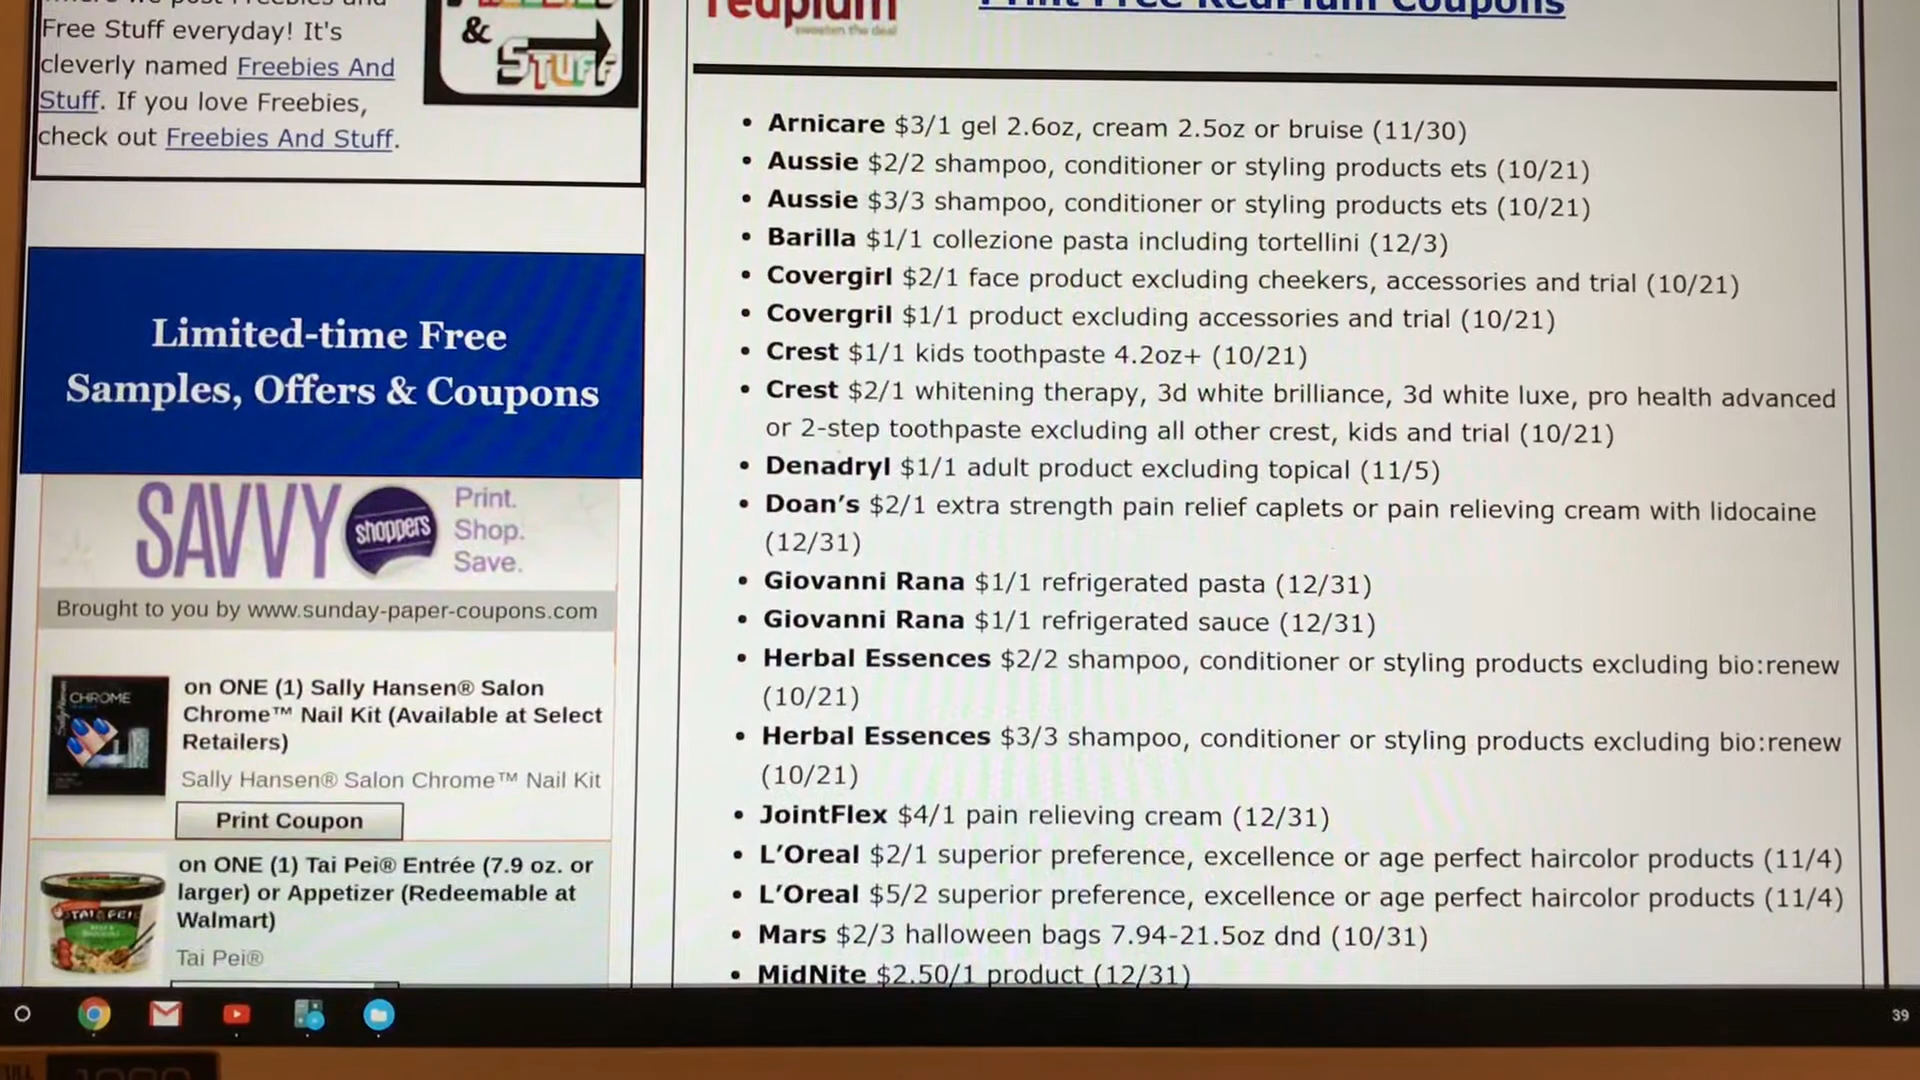 Free Stuff everyday! It's
cleverly named Freebies And
Stuff. If you love Freebies,
check out Freebies And Stuff.
&
STUFF
Limited-time Free
Samples, Offers & Coupons
SAVVY shoppers
Print.
Shop.
Save.
Brought to you by www.sunday-paper-coupons.com
CHROME
on ONE (1) Sally Hansen® Salon
Chrome™ Nail Kit (Available at Select
Retailers)
Sally Hansen® Salon Chrome™ Nail Kit
Print Coupon
TAI PEI
on ONE (1) Tai Pei® Entrée (7.9 oz. or
larger) or Appetizer (Redeemable at
Walmart)
Tai Pei®
redplum
sweeten the deal
Print Free RedPlum Coupons
• Arnicare $3/1 gel 2.6oz, cream 2.5oz or bruise (11/30)
• Aussie $2/2 shampoo, conditioner or styling products ets (10/21)
• Aussie $3/3 shampoo, conditioner or styling products ets (10/21)
• Barilla $1/1 collezione pasta including tortellini (12/3)
• Covergirl $2/1 face product excluding cheekers, accessories and trial (10/21)
• Covergril $1/1 product excluding accessories and trial (10/21)
• Crest $1/1 kids toothpaste 4.2oz+ (10/21)
• Crest $2/1 whitening therapy, 3d white brilliance, 3d white luxe, pro health advanced
or 2-step toothpaste excluding all other crest, kids and trial (10/21)
• Denadryl $1/1 adult product excluding topical (11/5)
• Doan's $2/1 extra strength pain relief caplets or pain relieving cream with lidocaine
(12/31)
• Giovanni Rana $1/1 refrigerated pasta (12/31)
• Giovanni Rana $1/1 refrigerated sauce (12/31)
• Herbal Essences $2/2 shampoo, conditioner or styling products excluding bio:renew
(10/21)
• Herbal Essences $3/3 shampoo, conditioner or styling products excluding bio:renew
(10/21)
• JointFlex $4/1 pain relieving cream (12/31)
• L'Oreal $2/1 superior preference, excellence or age perfect haircolor products (11/4)
• L'Oreal $5/2 superior preference, excellence or age perfect haircolor products (11/4)
• Mars $2/3 halloween bags 7.94-21.5oz dnd (10/31)
• MidNite $2.50/1 product (12/31)
39